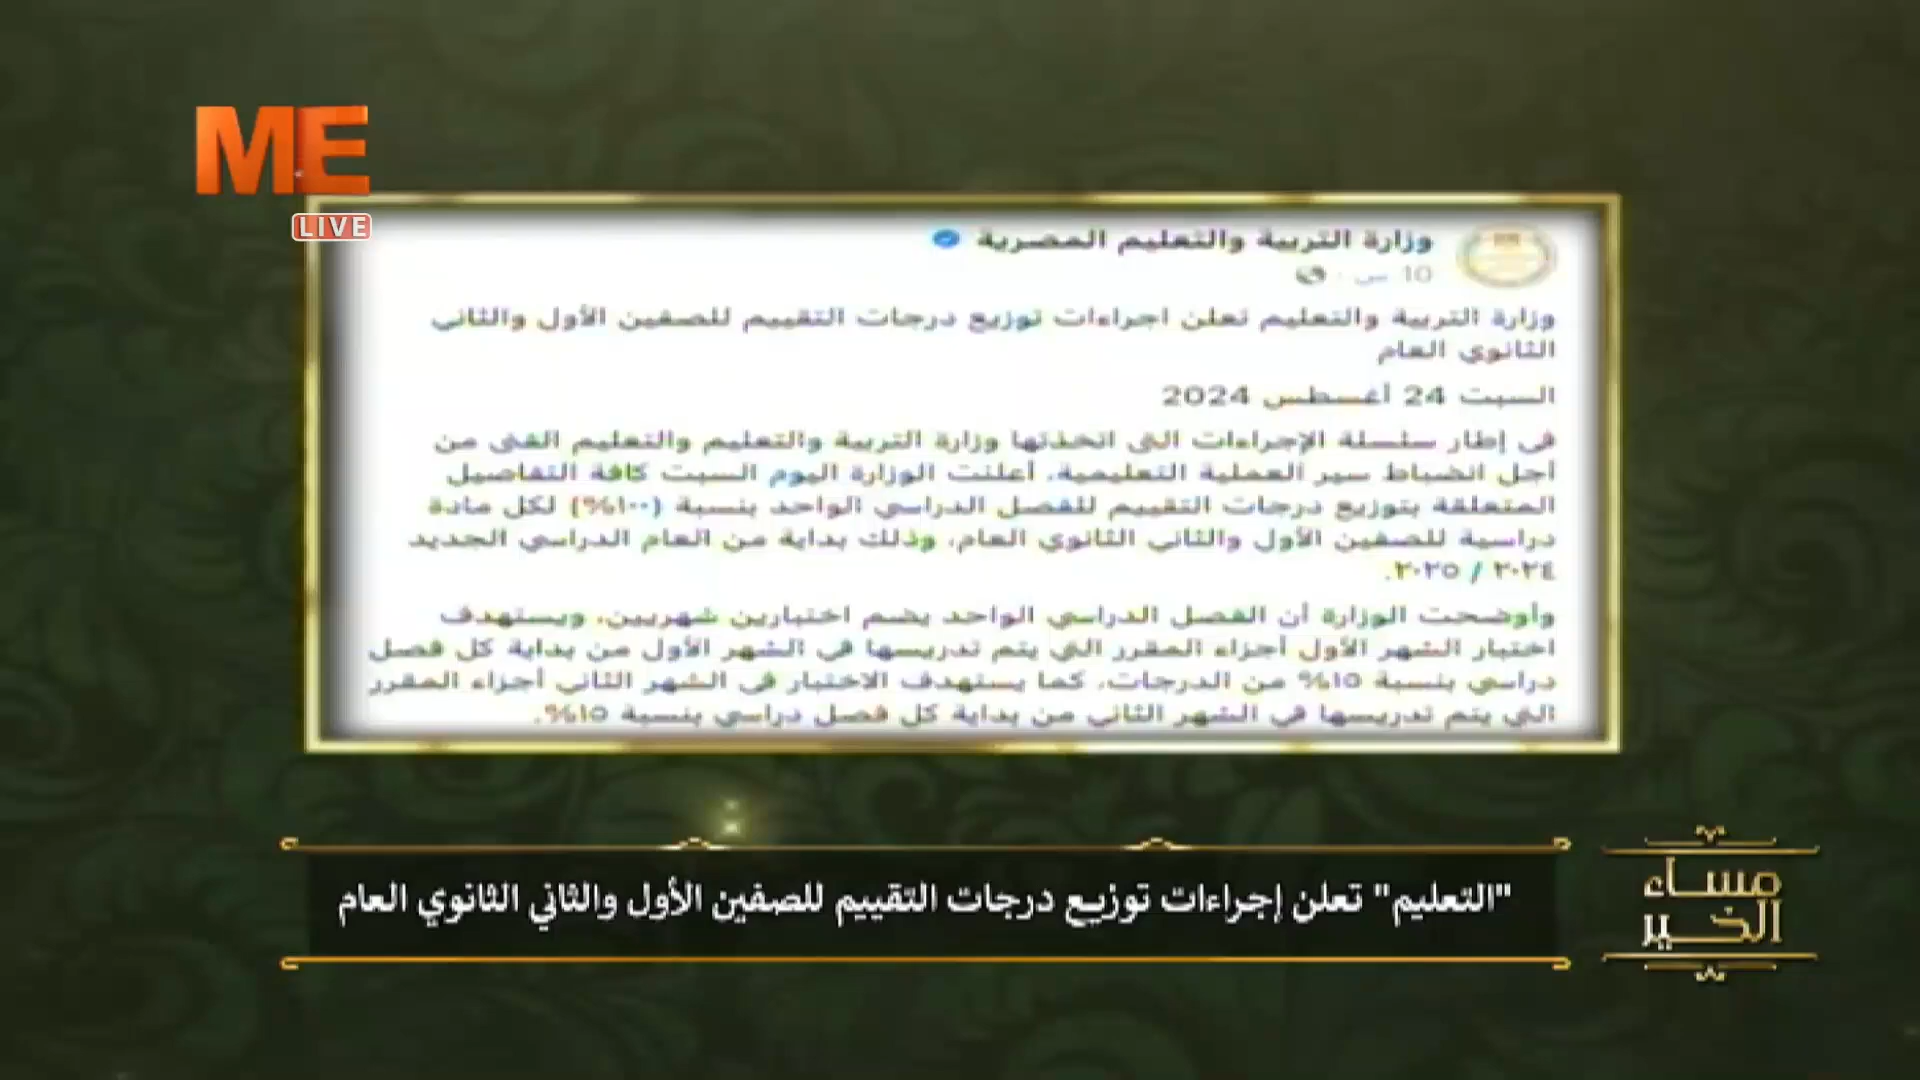 ME
LIVE
وزارة التربية والتعليم المصرية
10 س
وزارة التربية والتعليم تعلن اجراءات توزيع درجات التقييم للصفين الأول والثاني
الثانوي العام
السبت 24 أغسطس 2024
فى إطار سلسلة الإجراءات التى اتخذتها وزارة التربية والتعليم والتعليم الفنى من
أجل انضباط سير العملية التعليمية، أعلنت الوزارة اليوم السبت كافة التفاصيل
المتعلقة بتوزيع درجات التقييم للفصل الدراسي الواحد بنسبة (١٠٠%) لكل مادة
دراسية للصفين الأول والثاني الثانوي العام، وذلك بداية من العام الدراسي الجديد
٢٠٢٤ / ٢٠٢٥.
وأوضحت الوزارة أن الفصل الدراسي الواحد يضم اختبارين شهريين، ويستهدف
اختبار الشهر الأول أجزاء المقرر التي يتم تدريسها في الشهر الأول من بداية كل فصل
دراسي بنسبة ١٥% من الدرجات، كما يستهدف الاختبار فى الشهر الثاني أجزاء المقرر
التي يتم تدريسها في الشهر الثاني من بداية كل فصل دراسي بنسبة ١٥%.
"التعليم" تعلن إجراءات توزيع درجات التقييم للصفين الأول والثاني الثانوي العام
مساء
الخير